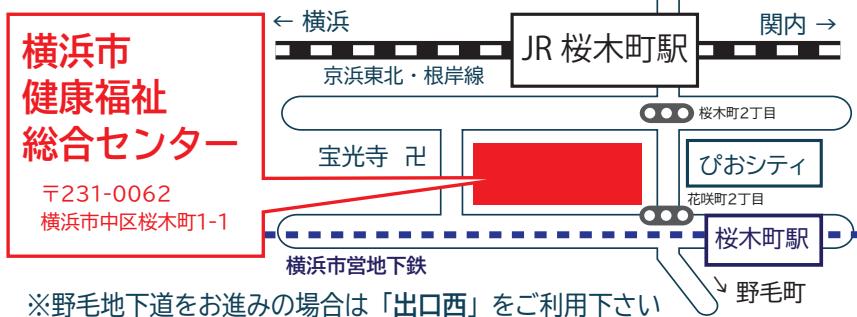 ← 横浜
関内 →
JR 桜木町駅
京浜東北・根岸線
横浜市
健康福祉
総合センター
〒231-0062
横浜市中区桜木町1-1
桜木町2丁目
宝光寺 卍
ぴおシティ
花咲町2丁目
桜木町駅
横浜市営地下鉄
↘ 野毛町
※野毛地下道をお進みの場合は「出口西」をご利用下さい